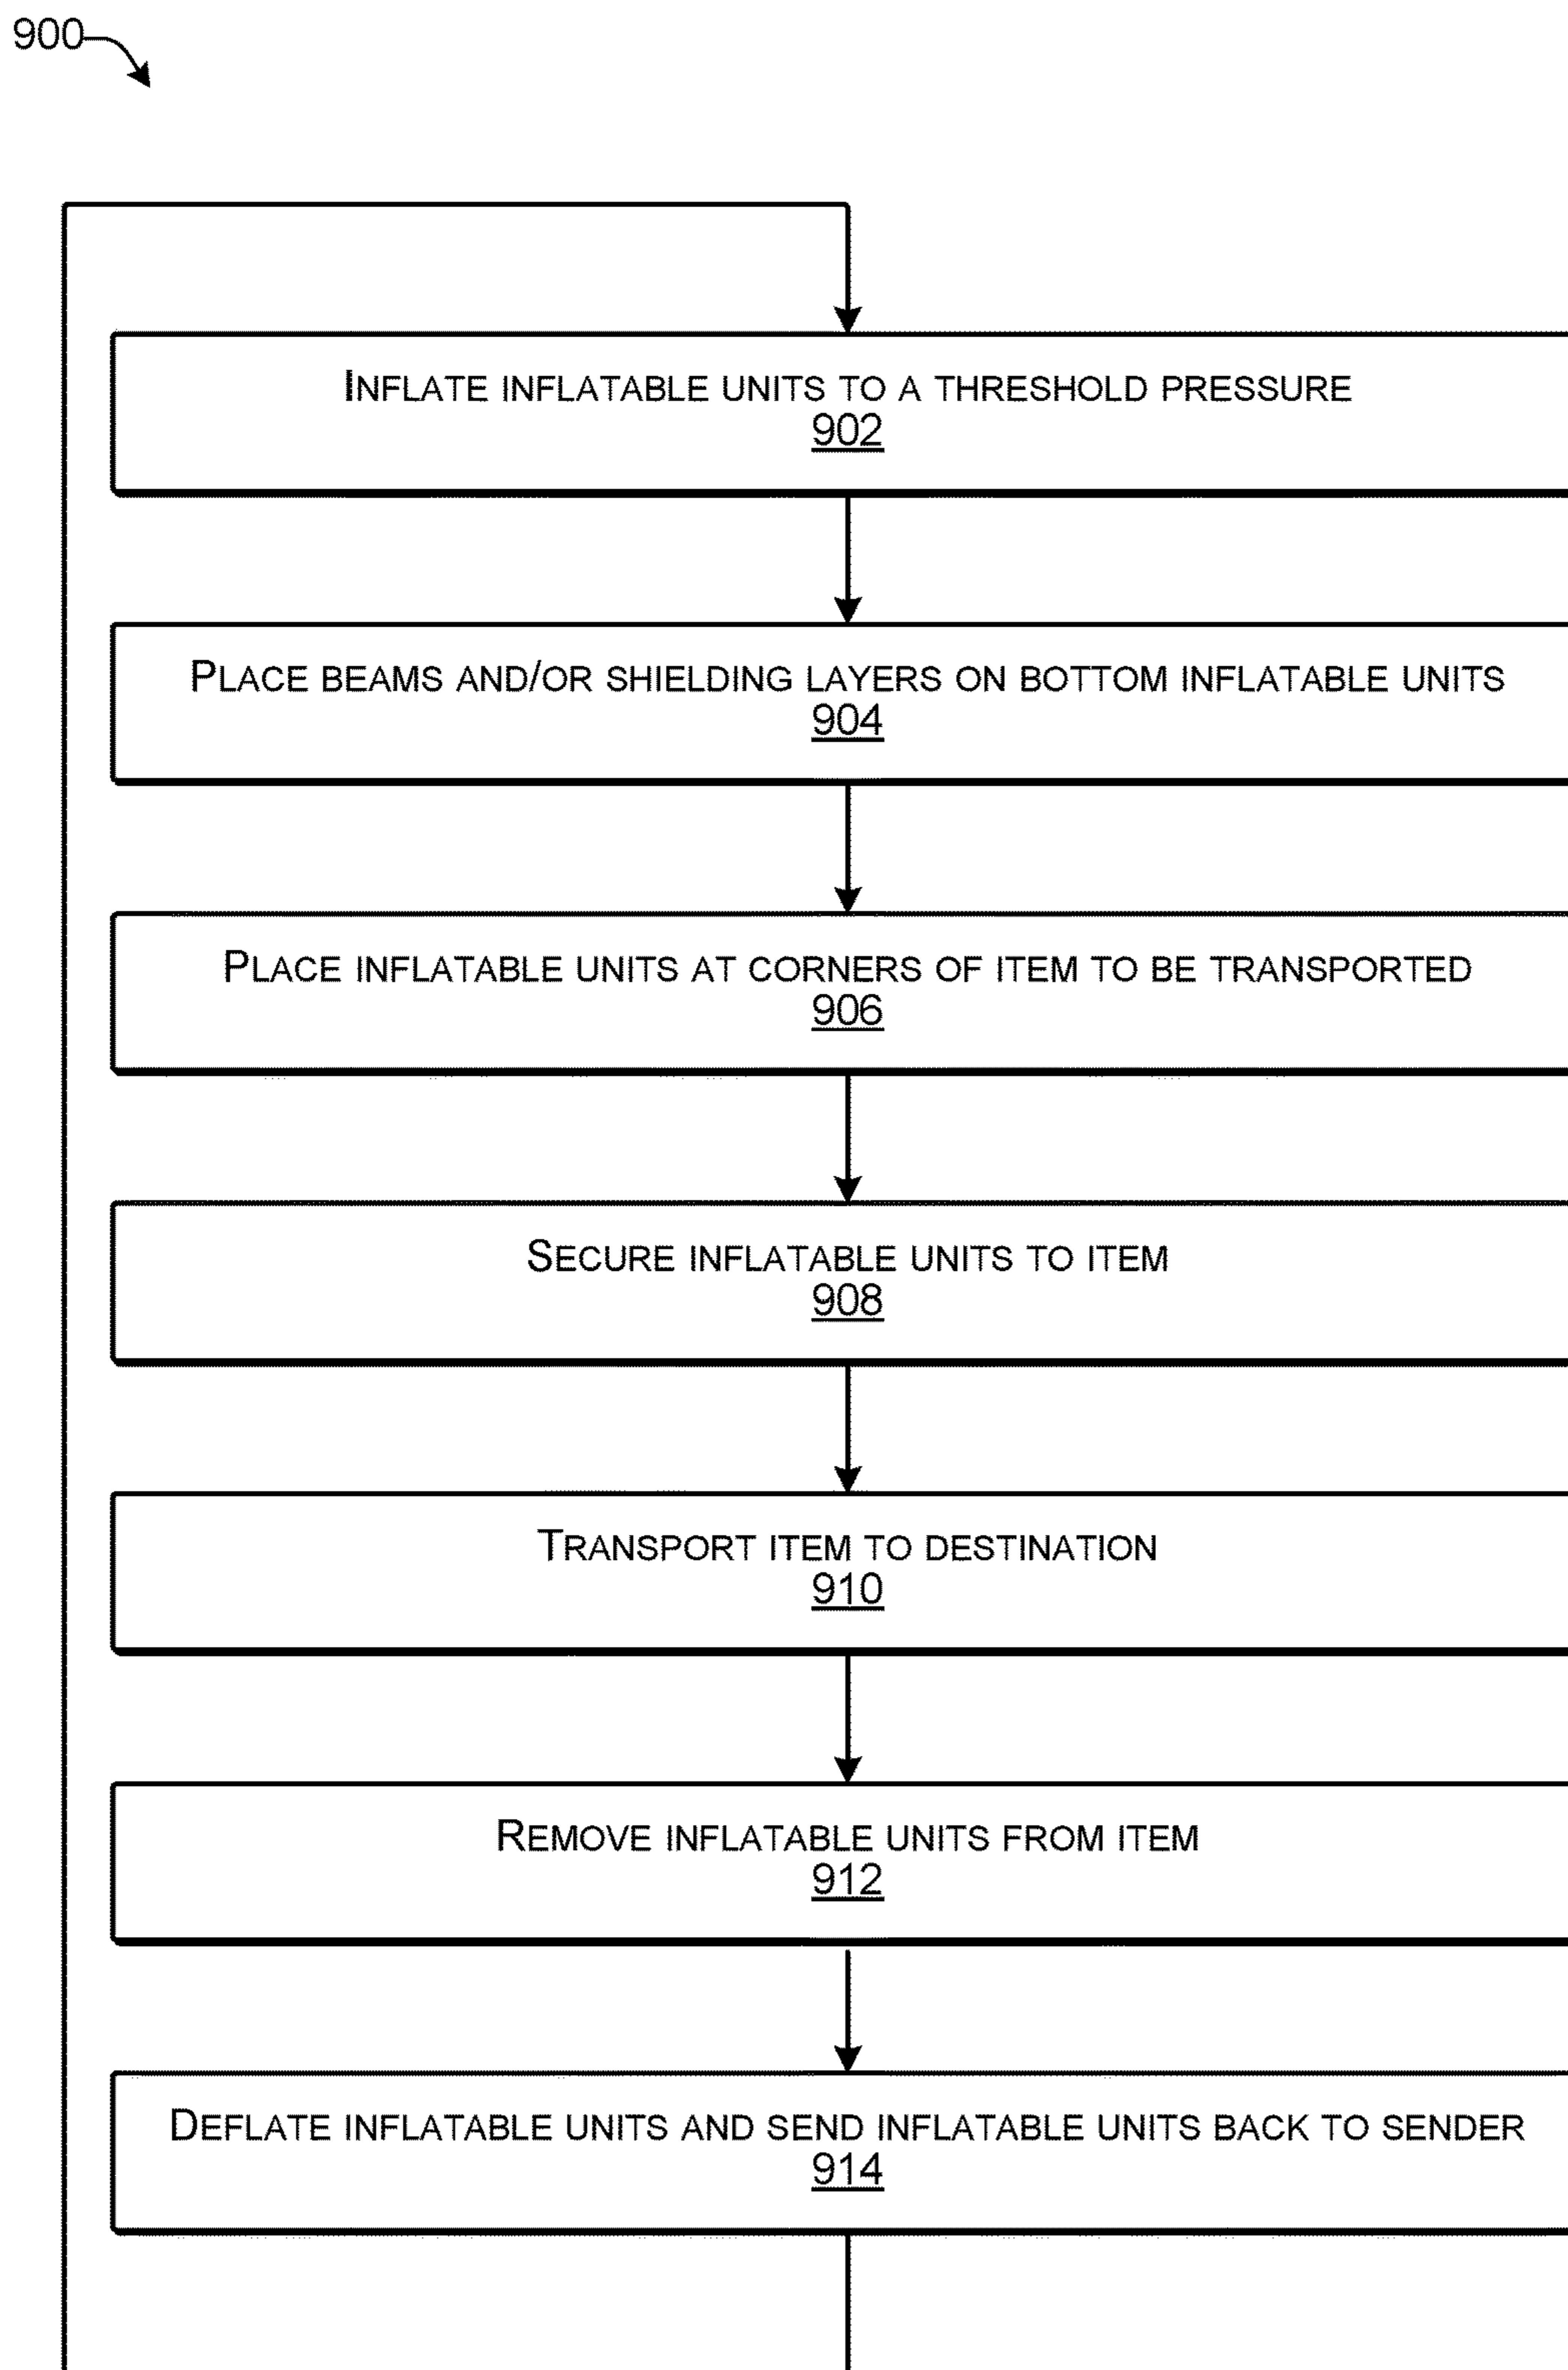 900
Inflate inflatable units to a threshold pressure
902
Place beams and/or shielding layers on bottom inflatable units
904
Place inflatable units at corners of item to be transported
906
Secure inflatable units to item
908
Transport item to destination
910
Remove inflatable units from item
912
Deflate inflatable units and send inflatable units back to sender
914